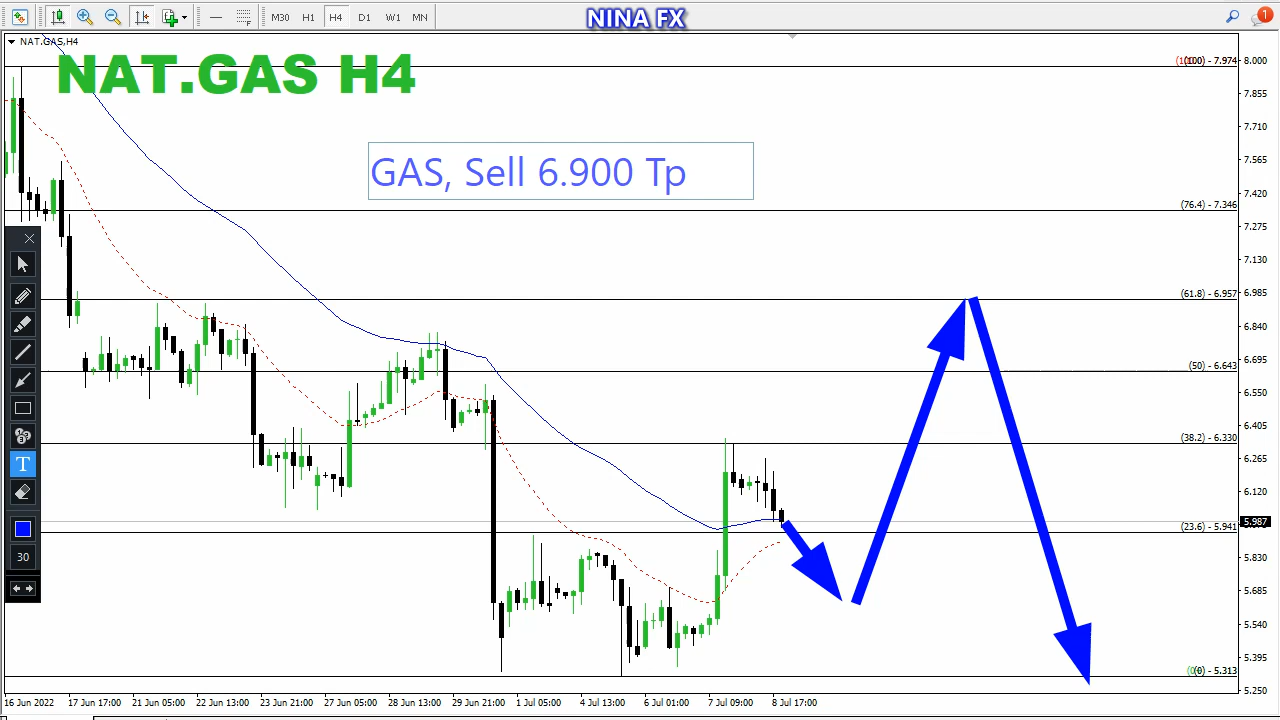 M30 H1 H4 D1 W1 MN
NINA FX
1
NAT.GAS,H4
NAT.GAS H4
GAS, Sell 6.900 Tp
(100) - 7.974
(76.4) - 7.346
(61.8) - 6.957
(50) - 6.643
(38.2) - 6.330
(23.6) - 5.941
(0) - 5.313
8.000
7.855
7.710
7.565
7.420
7.275
7.130
6.985
6.840
6.695
6.550
6.405
6.265
6.120
5.987
5.830
5.685
5.540
5.395
5.250
T
30
16 Jun 2022 17 Jun 17:00 21 Jun 05:00 22 Jun 13:00 23 Jun 21:00 27 Jun 05:00 28 Jun 13:00 29 Jun 21:00 1 Jul 05:00 4 Jul 13:00 6 Jul 01:00 7 Jul 09:00 8 Jul 17:00